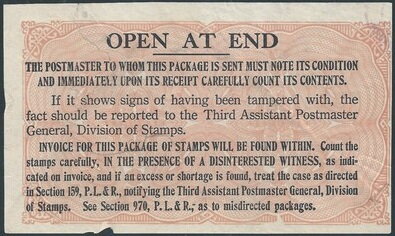 OPEN AT END
THE POSTMASTER TO WHOM THIS PACKAGE IS SENT MUST NOTE ITS CONDITION
AND IMMEDIATELY UPON ITS RECEIPT CAREFULLY COUNT ITS CONTENTS.
If it shows signs of having been tampered with, the
fact should be reported to the Third Assistant Postmaster
General, Division of Stamps.
INVOICE FOR THIS PACKAGE OF STAMPS WILL BE FOUND WITHIN. Count the
stamps carefully, IN THE PRESENCE OF A DISINTERESTED WITNESS, as indi-
cated on invoice, and if an excess or shortage is found, treat the case as directed
in Section 159, P. L. & R., notifying the Third Assistant Postmaster General, Division
of Stamps. See Section 970, P. L. & R., as to misdirected packages.